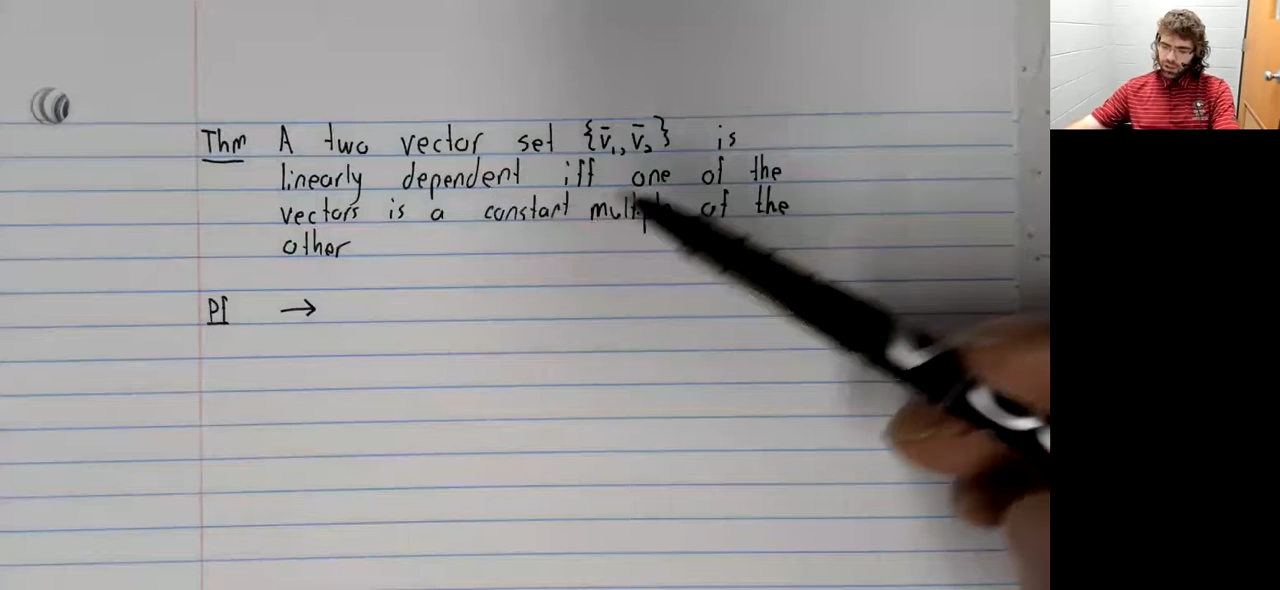 Thm A two vector set {v̄₁, v̄₂} is
linearly dependent iff one of the
vectors is a constant multiple of the
other
Pf →